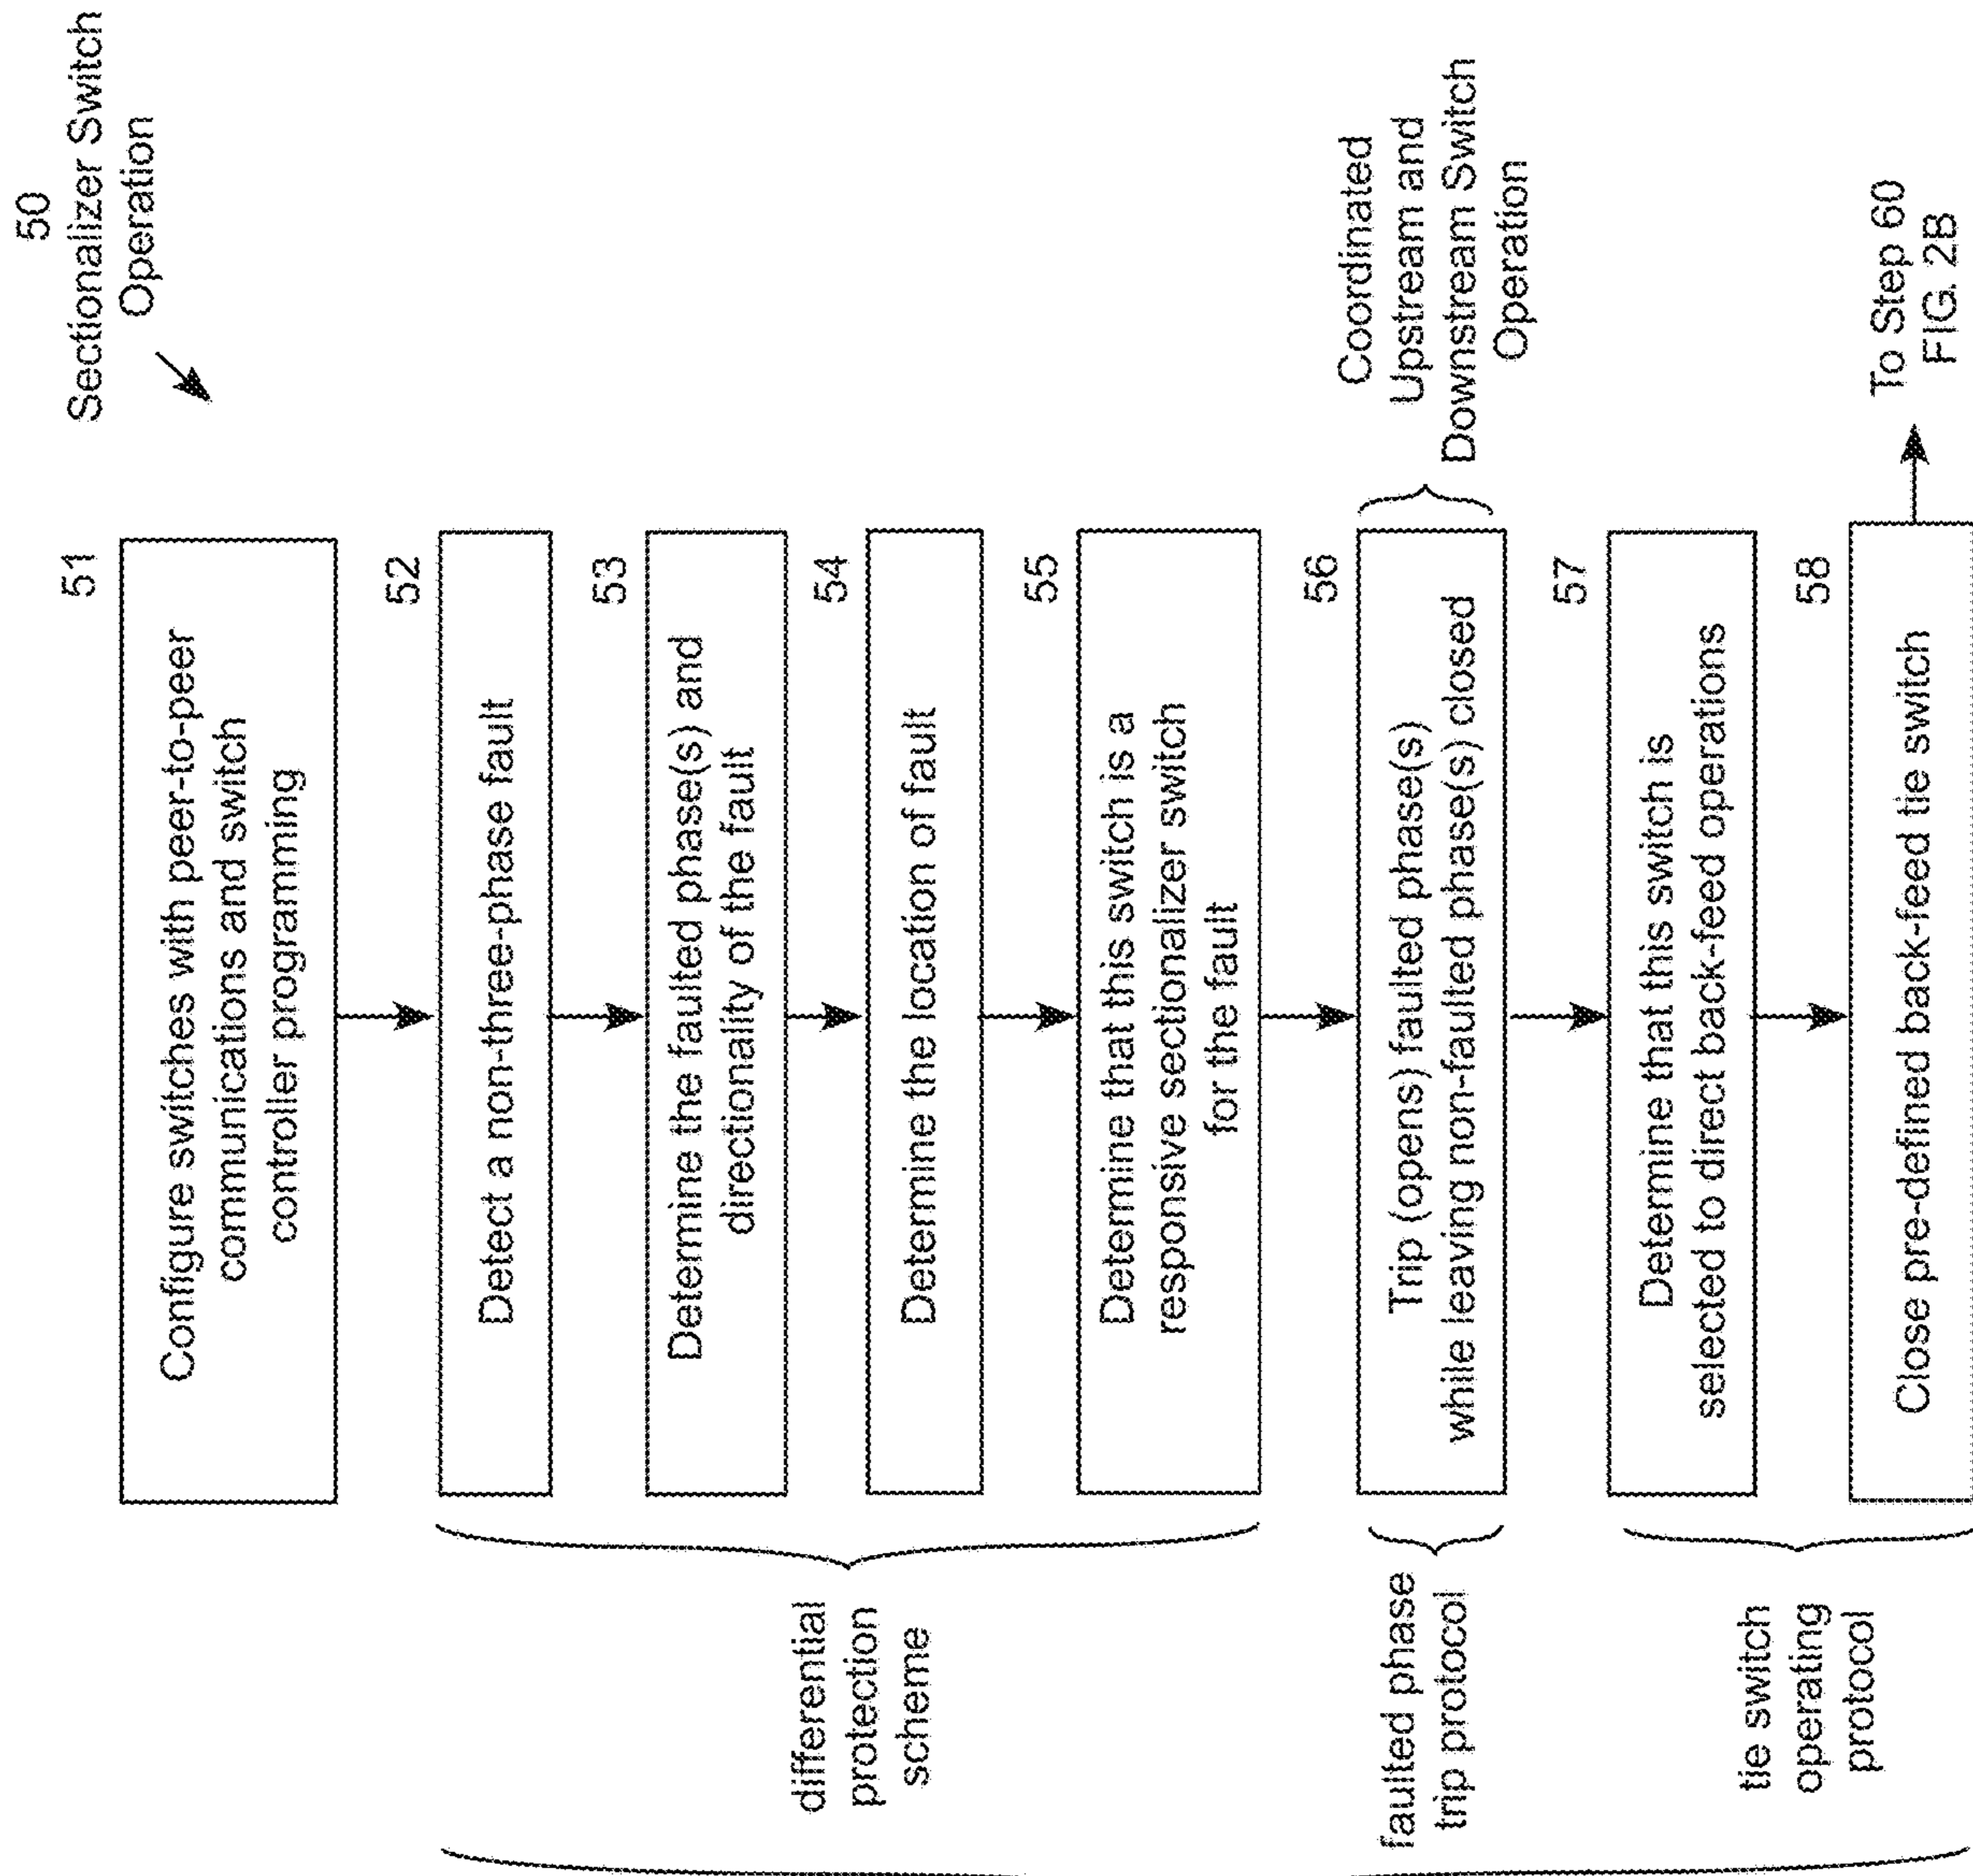 50
Sectionalizer Switch
Operation
51
Configure switches with peer-to-peer
communications and switch
controller programming
52
Detect a non-three-phase fault
53
Determine the faulted phase(s) and
directionality of the fault
54
Determine the location of fault
55
Determine that this switch is a
responsive sectionalizer switch
for the fault
differential
protection
scheme
56
Trip (opens) faulted phase(s)
while leaving non-faulted phase(s) closed
faulted phase
trip protocol
Coordinated
Upstream and
Downstream Switch
Operation
57
Determine that this switch is
selected to direct back-feed operations
58
Close pre-defined back-feed tie switch
tie switch
operating
protocol
To Step 60
FIG. 2B